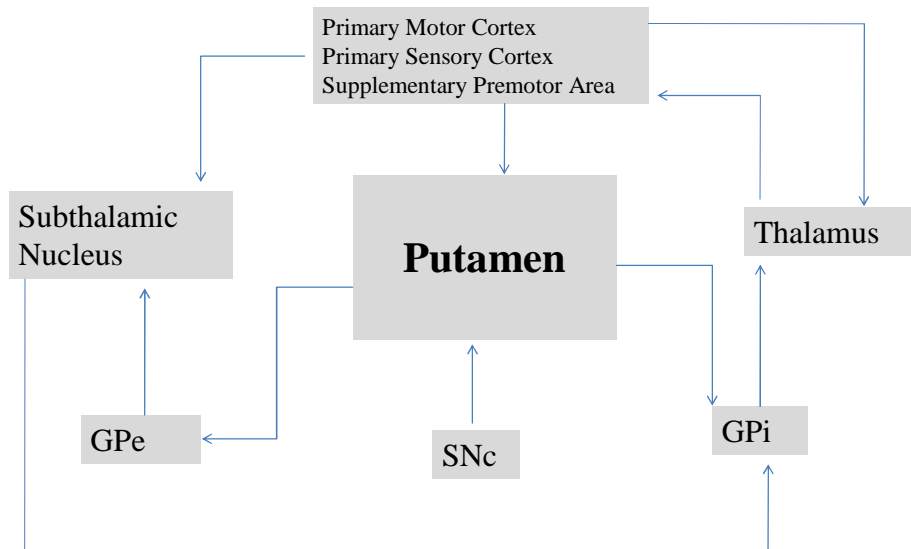 Primary Motor Cortex
Primary Sensory Cortex
Supplementary Premotor Area
Subthalamic
Nucleus
Putamen
Thalamus
GPe
SNc
GPi